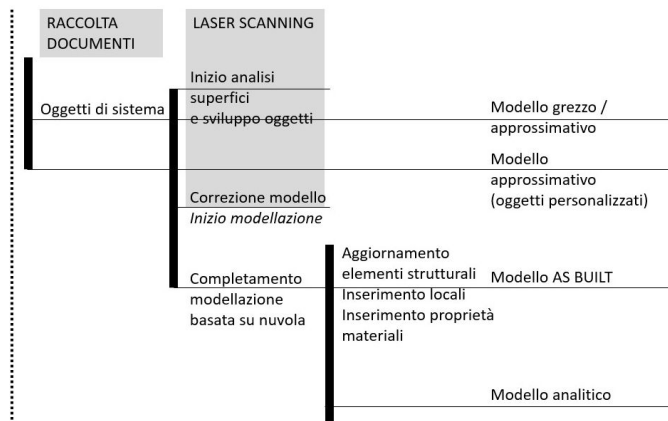 RACCOLTA
DOCUMENTI
LASER SCANNING
Inizio analisi
superfici
e sviluppo oggetti
Oggetti di sistema
Modello grezzo /
approssimativo
Modello
approssimativo
(oggetti personalizzati)
Correzione modello
Inizio modellazione
Completamento
modellazione
basata su nuvola
Aggiornamento
elementi strutturali
Inserimento locali
Inserimento proprietà
materiali
Modello AS BUILT
Modello analitico